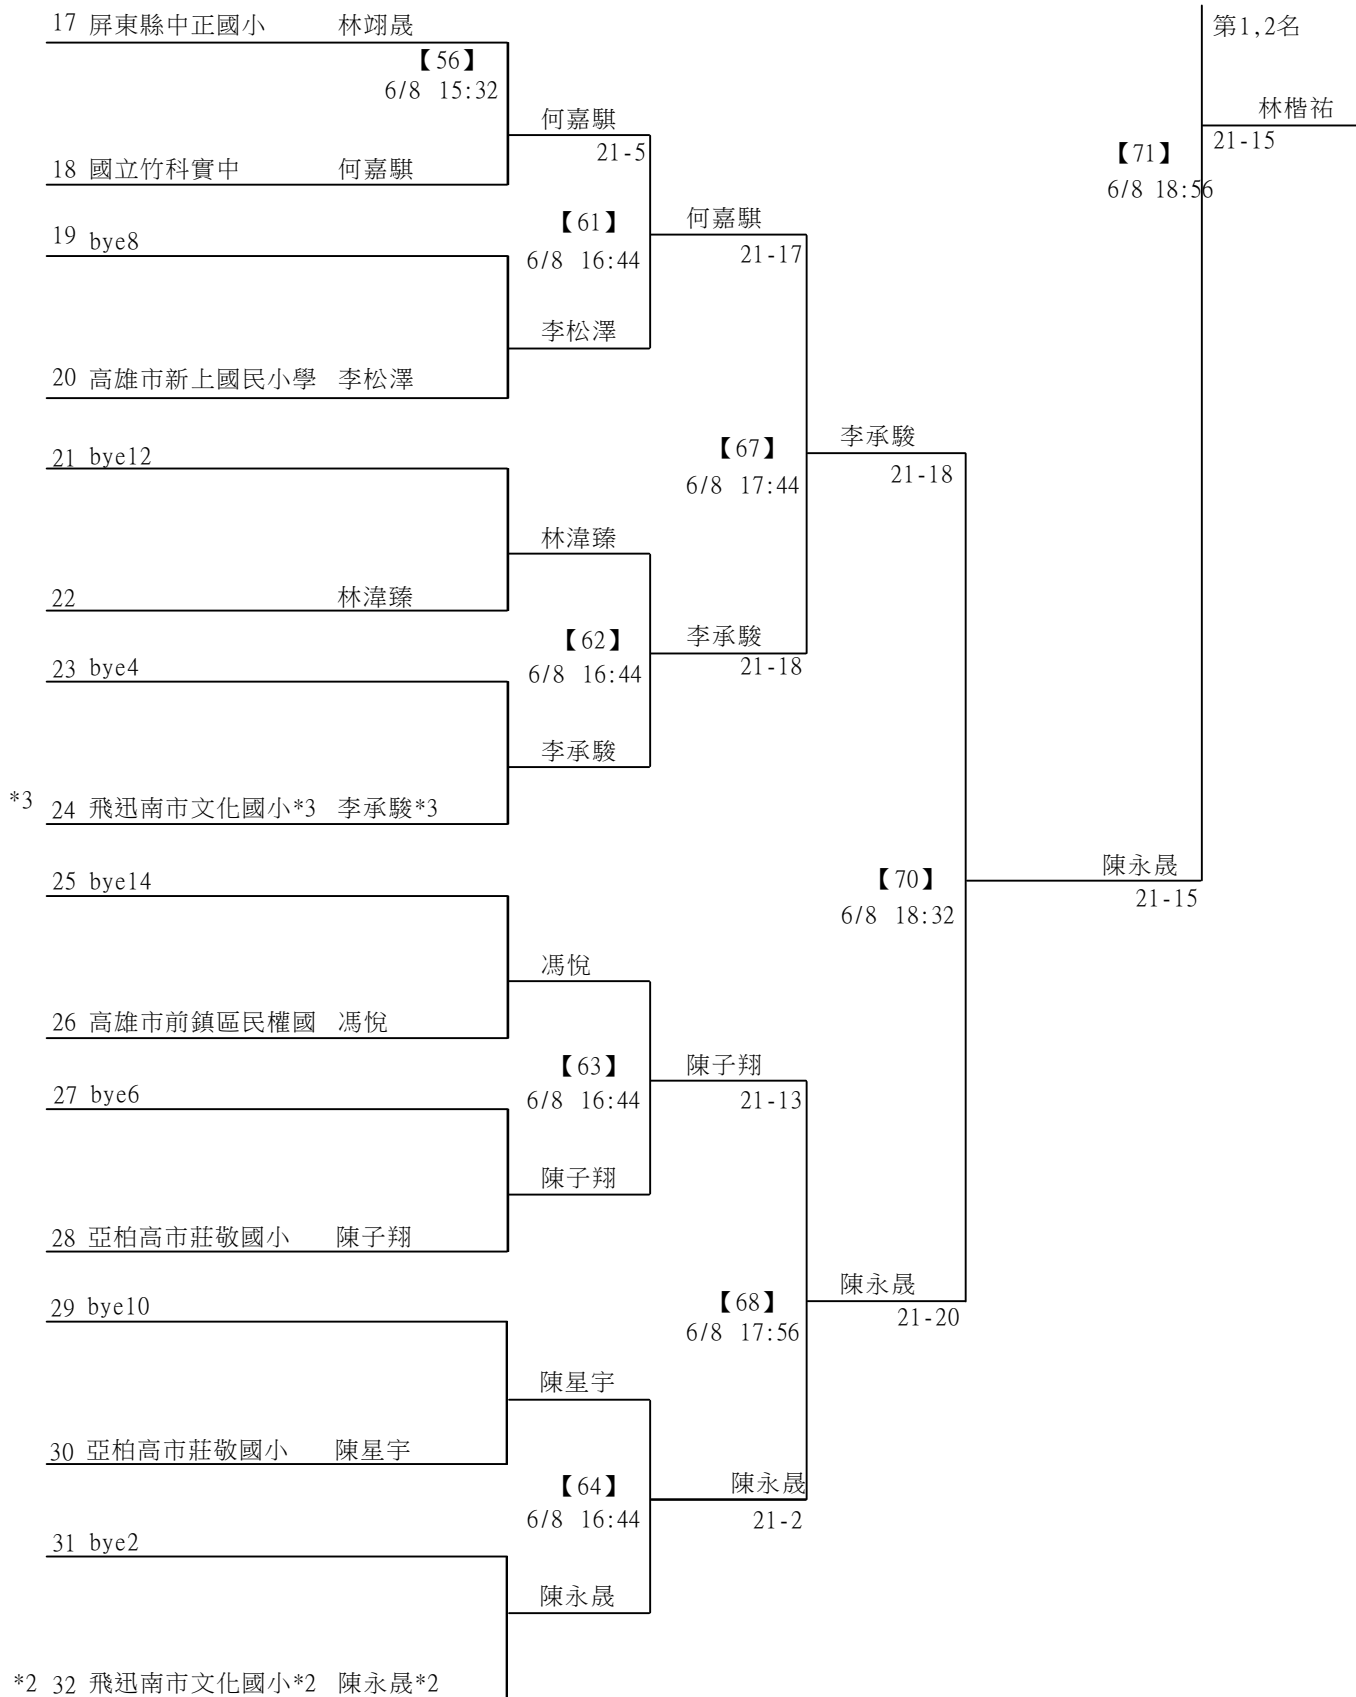 17 屏東縣中正國小 林翊晟
第1,2名
【56】
6/8 15:32
林楷祐
何嘉騏
21-15
21-5
【71】
18 國立竹科實中 何嘉騏
6/8 18:56
【61】
何嘉騏
19 bye8
21-17
6/8 16:44
李松澤
20 高雄市新上國民小學 李松澤
李承駿
【67】
21 bye12
21-18
6/8 17:44
林湋臻
22 林湋臻
【62】
李承駿
23 bye4
21-18
6/8 16:44
李承駿
*3 24 飛迅南市文化國小*3 李承駿*3
陳永晟
25 bye14
【70】
21-15
6/8 18:32
馮悅
26 高雄市前鎮區民權國 馮悅
【63】
陳子翔
27 bye6
6/8 16:44
21-13
陳子翔
28 亞柏高市莊敬國小 陳子翔
陳永晟
29 bye10
【68】
21-20
6/8 17:56
陳星宇
30 亞柏高市莊敬國小 陳星宇
【64】
陳永晟
6/8 16:44
21-2
31 bye2
陳永晟
*2 32 飛迅南市文化國小*2 陳永晟*2